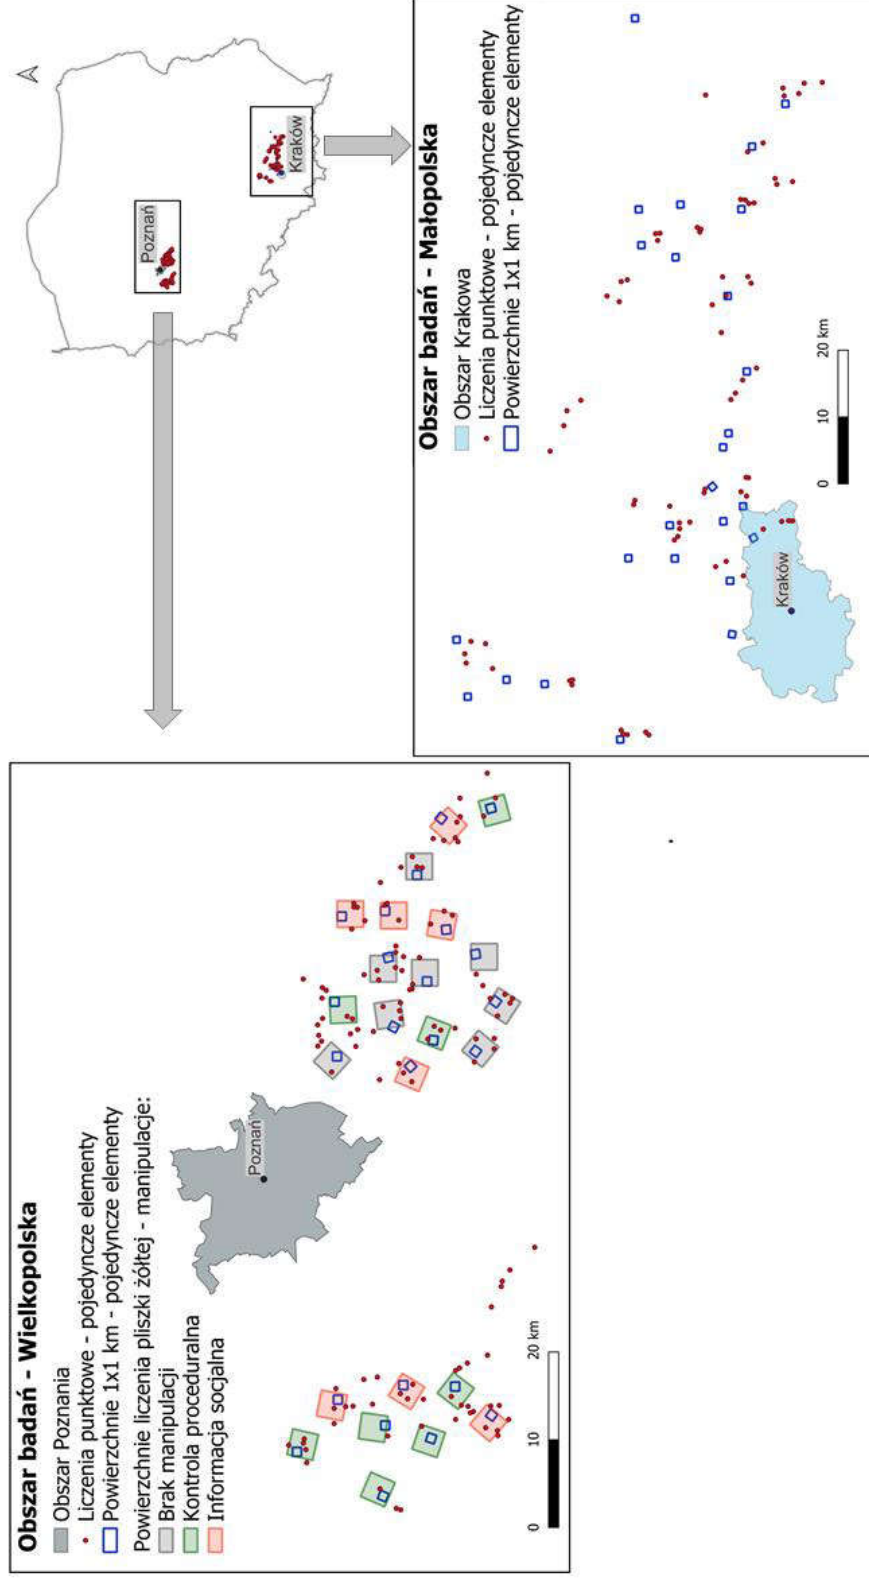 Poznań
Kraków
Obszar badań - Wielkopolska
Obszar Poznania
Liczenia punktowe - pojedyncze elementy
Powierzchnie 1x1 km - pojedyncze elementy
Powierzchnie liczenia pliszki żółtej - manipulacje:
Brak manipulacji
Kontrola proceduralna
Informacja socjalna
Poznań
0 10 20 km
Obszar badań - Małopolska
Obszar Krakowa
Liczenia punktowe - pojedyncze elementy
Powierzchnie 1x1 km - pojedyncze elementy
Kraków
0 10 20 km